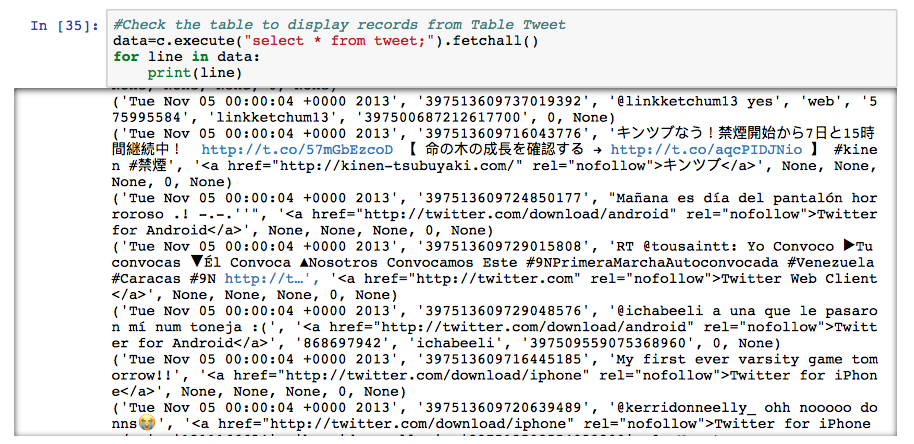 In [35]: #Check the table to display records from Table Tweet
data=c.execute("select * from tweet;").fetchall()
for line in data:
    print(line)
None, None, None, 0, None)
('Tue Nov 05 00:00:04 +0000 2013', '397513609737019392', '@linkketchum13 yes', 'web', '5
75995584', 'linkketchum13', '397500687212617700', 0, None)
('Tue Nov 05 00:00:04 +0000 2013', '397513609716043776', 'キンツブなう！禁煙開始から7日と15時
間継続中！ http://t.co/57mGbEzcoD 【 命の木の成長を確認する → http://t.co/aqcPIDJNio 】 #kine
n #禁煙', '<a href="http://kinen-tsubuyaki.com/" rel="nofollow">キンツブ</a>', None, None,
None, 0, None)
('Tue Nov 05 00:00:04 +0000 2013', '397513609724850177', "Mañana es día del pantalón hor
rororoso .! -.-.''", '<a href="http://twitter.com/download/android" rel="nofollow">Twitter
for Android</a>', None, None, None, 0, None)
('Tue Nov 05 00:00:04 +0000 2013', '397513609729015808', 'RT @tousaintt: Yo Convoco ▶Tu
convocas ▼Él Convoca ▲Nosotros Convocamos Este #9NPrimeraMarchaAutoconvocada #Venezuela
#Caracas #9N http://t…', '<a href="http://twitter.com" rel="nofollow">Twitter Web Client
</a>', None, None, None, 0, None)
('Tue Nov 05 00:00:04 +0000 2013', '397513609729048576', '@ichabeeli a una que le pasaro
n mí num toneja :(', '<a href="http://twitter.com/download/android" rel="nofollow">Twitt
er for Android</a>', '868697942', 'ichabeeli', '397509559075368960', 0, None)
('Tue Nov 05 00:00:04 +0000 2013', '397513609716445185', 'My first ever varsity game tom
orrow!!', '<a href="http://twitter.com/download/iphone" rel="nofollow">Twitter for iPhon
e</a>', None, None, None, 0, None)
('Tue Nov 05 00:00:04 +0000 2013', '397513609720639489', '@kerridonneelly_ ohh nooooo do
nns😭', '<a href="http://twitter.com/download/iphone" rel="nofollow">Twitter for iPhone